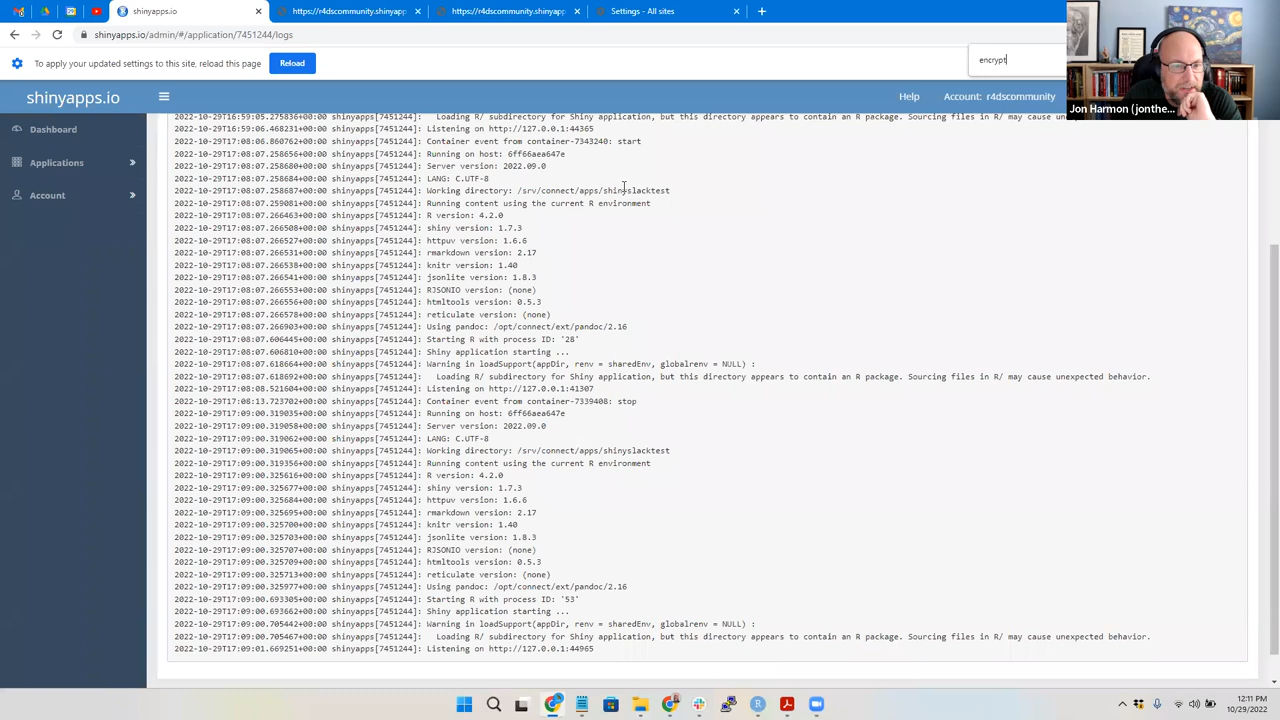 shinyapps.io
https://r4dscommunity.shinyapp
https://r4dscommunity.shinyapp
Settings - All sites
shinyapps.io/admin/#/application/7451244/logs
To apply your updated settings to this site, reload this page
Reload
encrypt
Jon Harmon (jonthe...
shinyapps.io
Help
Account: r4dscommunity
Dashboard
Applications
Account
2022-10-29T16:59:05.275836+00:00 shinyapps[7451244]:   Loading R/ subdirectory for Shiny application, but this directory appears to contain an R package. Sourcing files in R/ may cause unexpected behavior.
2022-10-29T16:59:06.468231+00:00 shinyapps[7451244]: Listening on http://127.0.0.1:44365
2022-10-29T17:08:06.860762+00:00 shinyapps[7451244]: Container event from container-7343240: start
2022-10-29T17:08:07.258656+00:00 shinyapps[7451244]: Running on host: 6ff66aea647e
2022-10-29T17:08:07.258680+00:00 shinyapps[7451244]: Server version: 2022.09.0
2022-10-29T17:08:07.258684+00:00 shinyapps[7451244]: LANG: C.UTF-8
2022-10-29T17:08:07.258687+00:00 shinyapps[7451244]: Working directory: /srv/connect/apps/shinyslacktest
2022-10-29T17:08:07.259081+00:00 shinyapps[7451244]: Running content using the current R environment
2022-10-29T17:08:07.266463+00:00 shinyapps[7451244]: R version: 4.2.0
2022-10-29T17:08:07.266508+00:00 shinyapps[7451244]: shiny version: 1.7.3
2022-10-29T17:08:07.266527+00:00 shinyapps[7451244]: httpuv version: 1.6.6
2022-10-29T17:08:07.266531+00:00 shinyapps[7451244]: rmarkdown version: 2.17
2022-10-29T17:08:07.266538+00:00 shinyapps[7451244]: knitr version: 1.40
2022-10-29T17:08:07.266541+00:00 shinyapps[7451244]: jsonlite version: 1.8.3
2022-10-29T17:08:07.266553+00:00 shinyapps[7451244]: RJSONIO version: (none)
2022-10-29T17:08:07.266556+00:00 shinyapps[7451244]: htmltools version: 0.5.3
2022-10-29T17:08:07.266578+00:00 shinyapps[7451244]: reticulate version: (none)
2022-10-29T17:08:07.266903+00:00 shinyapps[7451244]: Using pandoc: /opt/connect/ext/pandoc/2.16
2022-10-29T17:08:07.606445+00:00 shinyapps[7451244]: Starting R with process ID: '28'
2022-10-29T17:08:07.606810+00:00 shinyapps[7451244]: Shiny application starting ...
2022-10-29T17:08:07.618664+00:00 shinyapps[7451244]: Warning in loadSupport(appDir, renv = sharedEnv, globalrenv = NULL) :
2022-10-29T17:08:07.618692+00:00 shinyapps[7451244]:   Loading R/ subdirectory for Shiny application, but this directory appears to contain an R package. Sourcing files in R/ may cause unexpected behavior.
2022-10-29T17:08:08.521604+00:00 shinyapps[7451244]: Listening on http://127.0.0.1:41307
2022-10-29T17:08:13.723702+00:00 shinyapps[7451244]: Container event from container-7339408: stop
2022-10-29T17:09:00.319035+00:00 shinyapps[7451244]: Running on host: 6ff66aea647e
2022-10-29T17:09:00.319058+00:00 shinyapps[7451244]: Server version: 2022.09.0
2022-10-29T17:09:00.319062+00:00 shinyapps[7451244]: LANG: C.UTF-8
2022-10-29T17:09:00.319065+00:00 shinyapps[7451244]: Working directory: /srv/connect/apps/shinyslacktest
2022-10-29T17:09:00.319356+00:00 shinyapps[7451244]: Running content using the current R environment
2022-10-29T17:09:00.325616+00:00 shinyapps[7451244]: R version: 4.2.0
2022-10-29T17:09:00.325677+00:00 shinyapps[7451244]: shiny version: 1.7.3
2022-10-29T17:09:00.325684+00:00 shinyapps[7451244]: httpuv version: 1.6.6
2022-10-29T17:09:00.325695+00:00 shinyapps[7451244]: rmarkdown version: 2.17
2022-10-29T17:09:00.325700+00:00 shinyapps[7451244]: knitr version: 1.40
2022-10-29T17:09:00.325703+00:00 shinyapps[7451244]: jsonlite version: 1.8.3
2022-10-29T17:09:00.325707+00:00 shinyapps[7451244]: RJSONIO version: (none)
2022-10-29T17:09:00.325709+00:00 shinyapps[7451244]: htmltools version: 0.5.3
2022-10-29T17:09:00.325713+00:00 shinyapps[7451244]: reticulate version: (none)
2022-10-29T17:09:00.325977+00:00 shinyapps[7451244]: Using pandoc: /opt/connect/ext/pandoc/2.16
2022-10-29T17:09:00.693305+00:00 shinyapps[7451244]: Starting R with process ID: '53'
2022-10-29T17:09:00.693662+00:00 shinyapps[7451244]: Shiny application starting ...
2022-10-29T17:09:00.705442+00:00 shinyapps[7451244]: Warning in loadSupport(appDir, renv = sharedEnv, globalrenv = NULL) :
2022-10-29T17:09:00.705467+00:00 shinyapps[7451244]:   Loading R/ subdirectory for Shiny application, but this directory appears to contain an R package. Sourcing files in R/ may cause unexpected behavior.
2022-10-29T17:09:01.669251+00:00 shinyapps[7451244]: Listening on http://127.0.0.1:44965
12:11 PM
10/29/2022